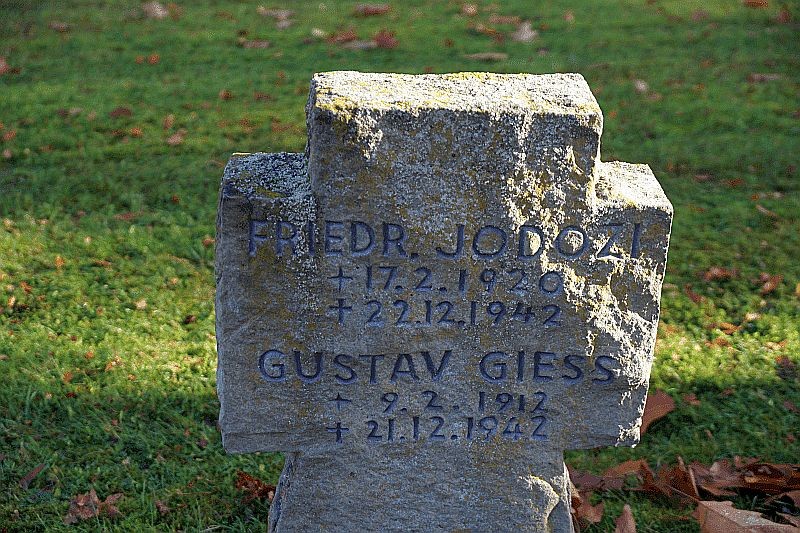 FRIEDR. JODOZI
+ 17.2.1920
+ 22.12.1942
GUSTAV GIESS
+ 9.2.1912
+ 21.12.1942